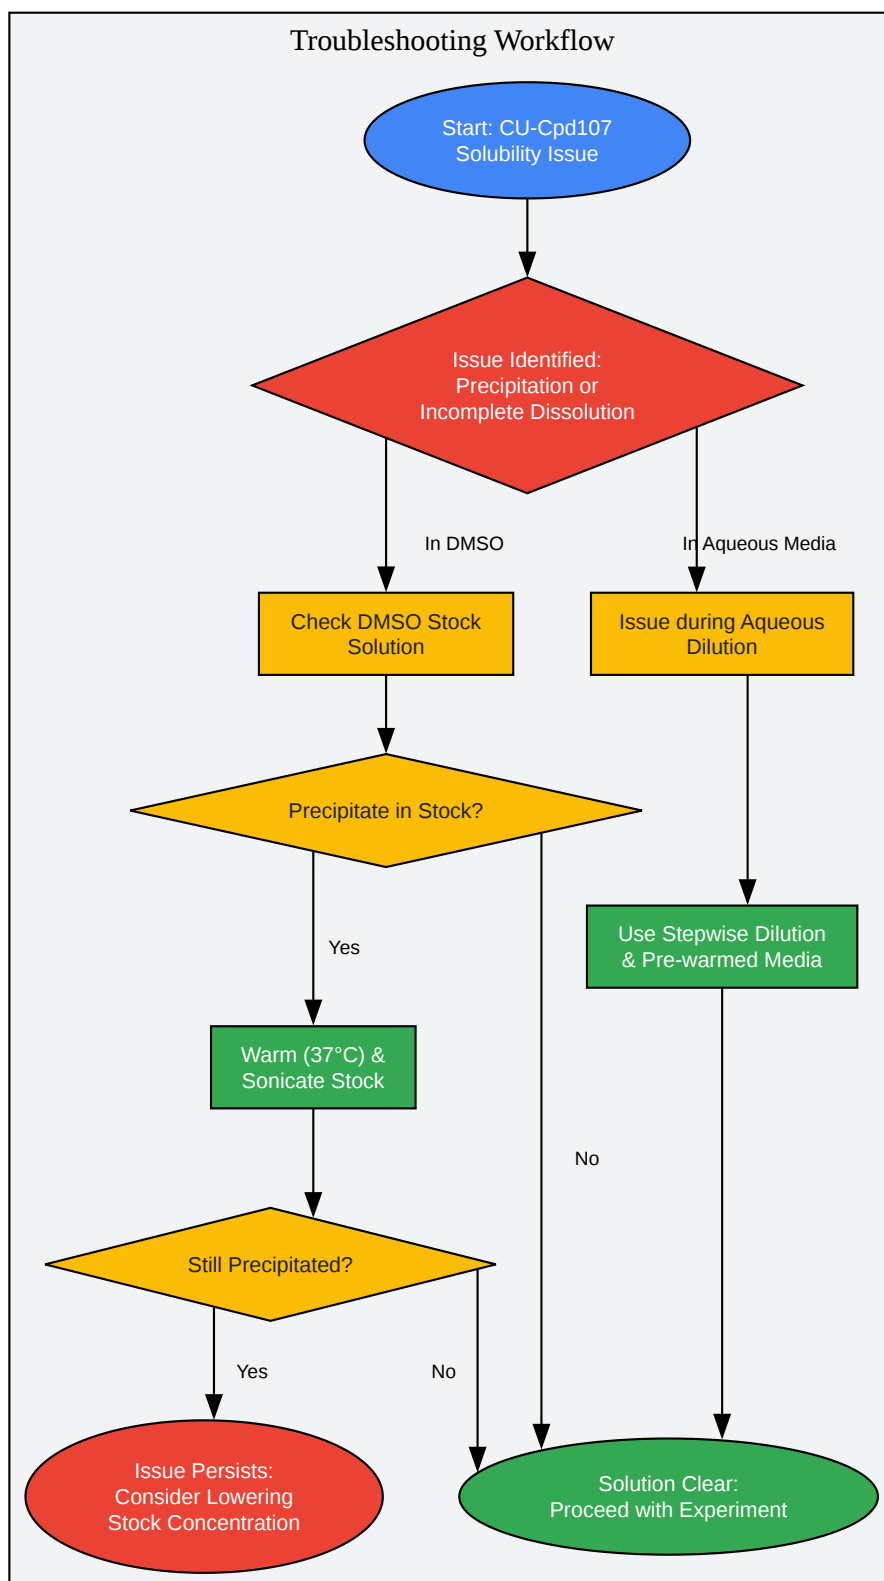 Troubleshooting Workflow
Start: CU-Cpd107
Solubility Issue
Issue Identified:
Precipitation or
Incomplete Dissolution
In DMSO
In Aqueous Media
Check DMSO Stock
Solution
Issue during Aqueous
Dilution
Precipitate in Stock?
Use Stepwise Dilution
& Pre-warmed Media
Yes
Warm (37°C) &
Sonicate Stock
No
Still Precipitated?
Yes
No
Issue Persists:
Consider Lowering
Stock Concentration
Solution Clear:
Proceed with Experiment